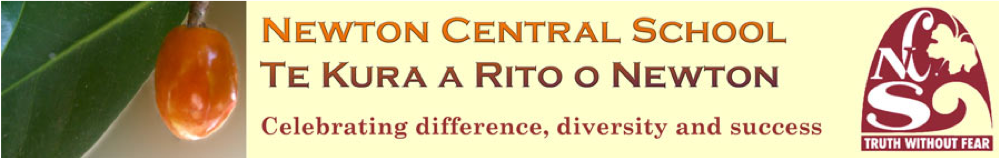 NEWTON CENTRAL SCHOOL
TE KURA A RITO O NEWTON
Celebrating difference, diversity and success
NCS
TRUTH WITHOUT FEAR